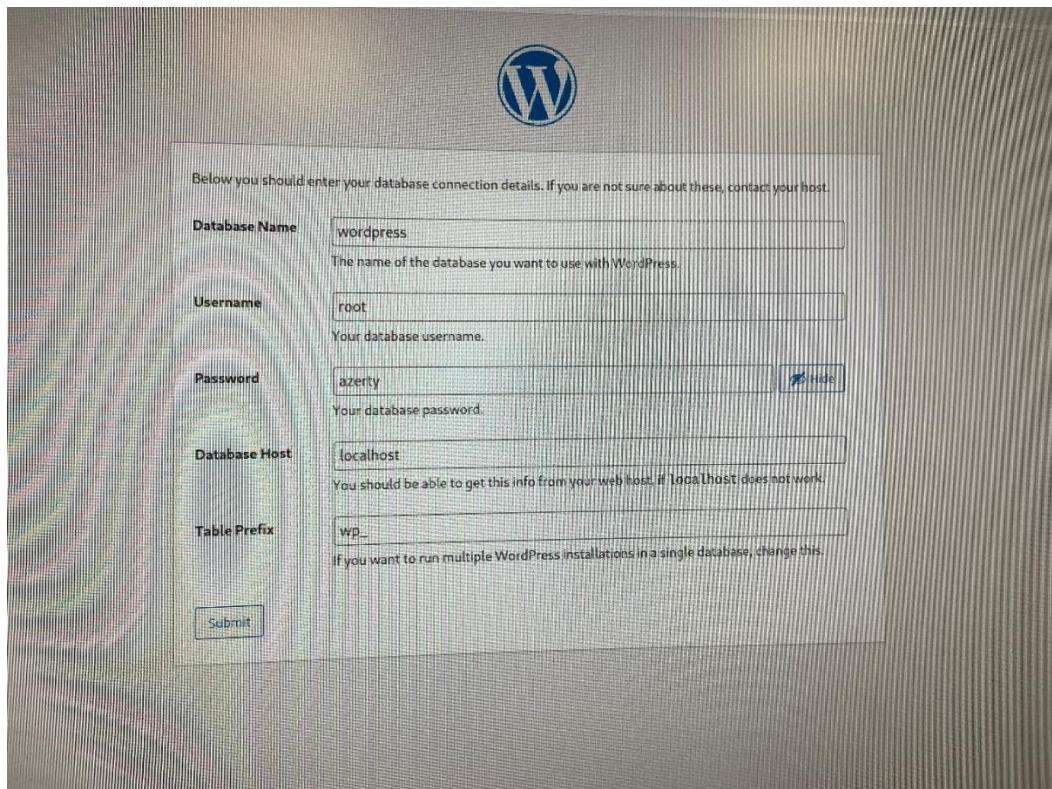 Below you should enter your database connection details. If you are not sure about these, contact your host.
Database Name
wordpress
The name of the database you want to use with WordPress.
Username
root
Your database username.
Password
azerty
Hide
Your database password.
Database Host
localhost
You should be able to get this info from your web host, if localhost does not work.
Table Prefix
wp_
If you want to run multiple WordPress installations in a single database, change this.
Submit